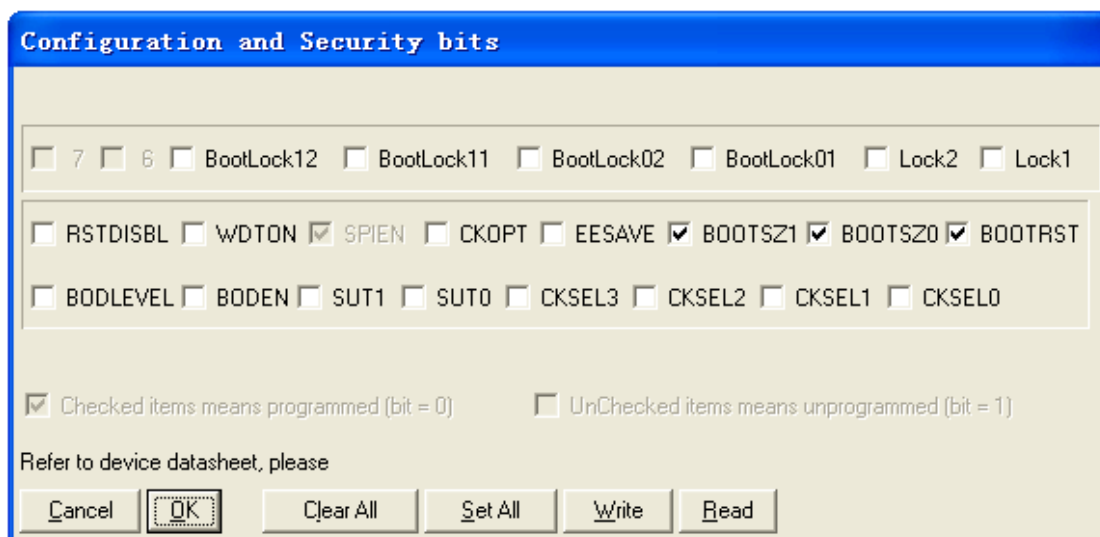 Configuration and Security bits
7 6 BootLock12 BootLock11 BootLock02 BootLock01 Lock2 Lock1
RSTDISBL WDTON SPIEN CKOPT EESAVE BOOTSZ1 BOOTSZ0 BOOTRST
BODLEVEL BODEN SUT1 SUT0 CKSEL3 CKSEL2 CKSEL1 CKSEL0
Checked items means programmed (bit = 0) UnChecked items means unprogrammed (bit = 1)
Refer to device datasheet, please
Cancel OK Clear All Set All Write Read